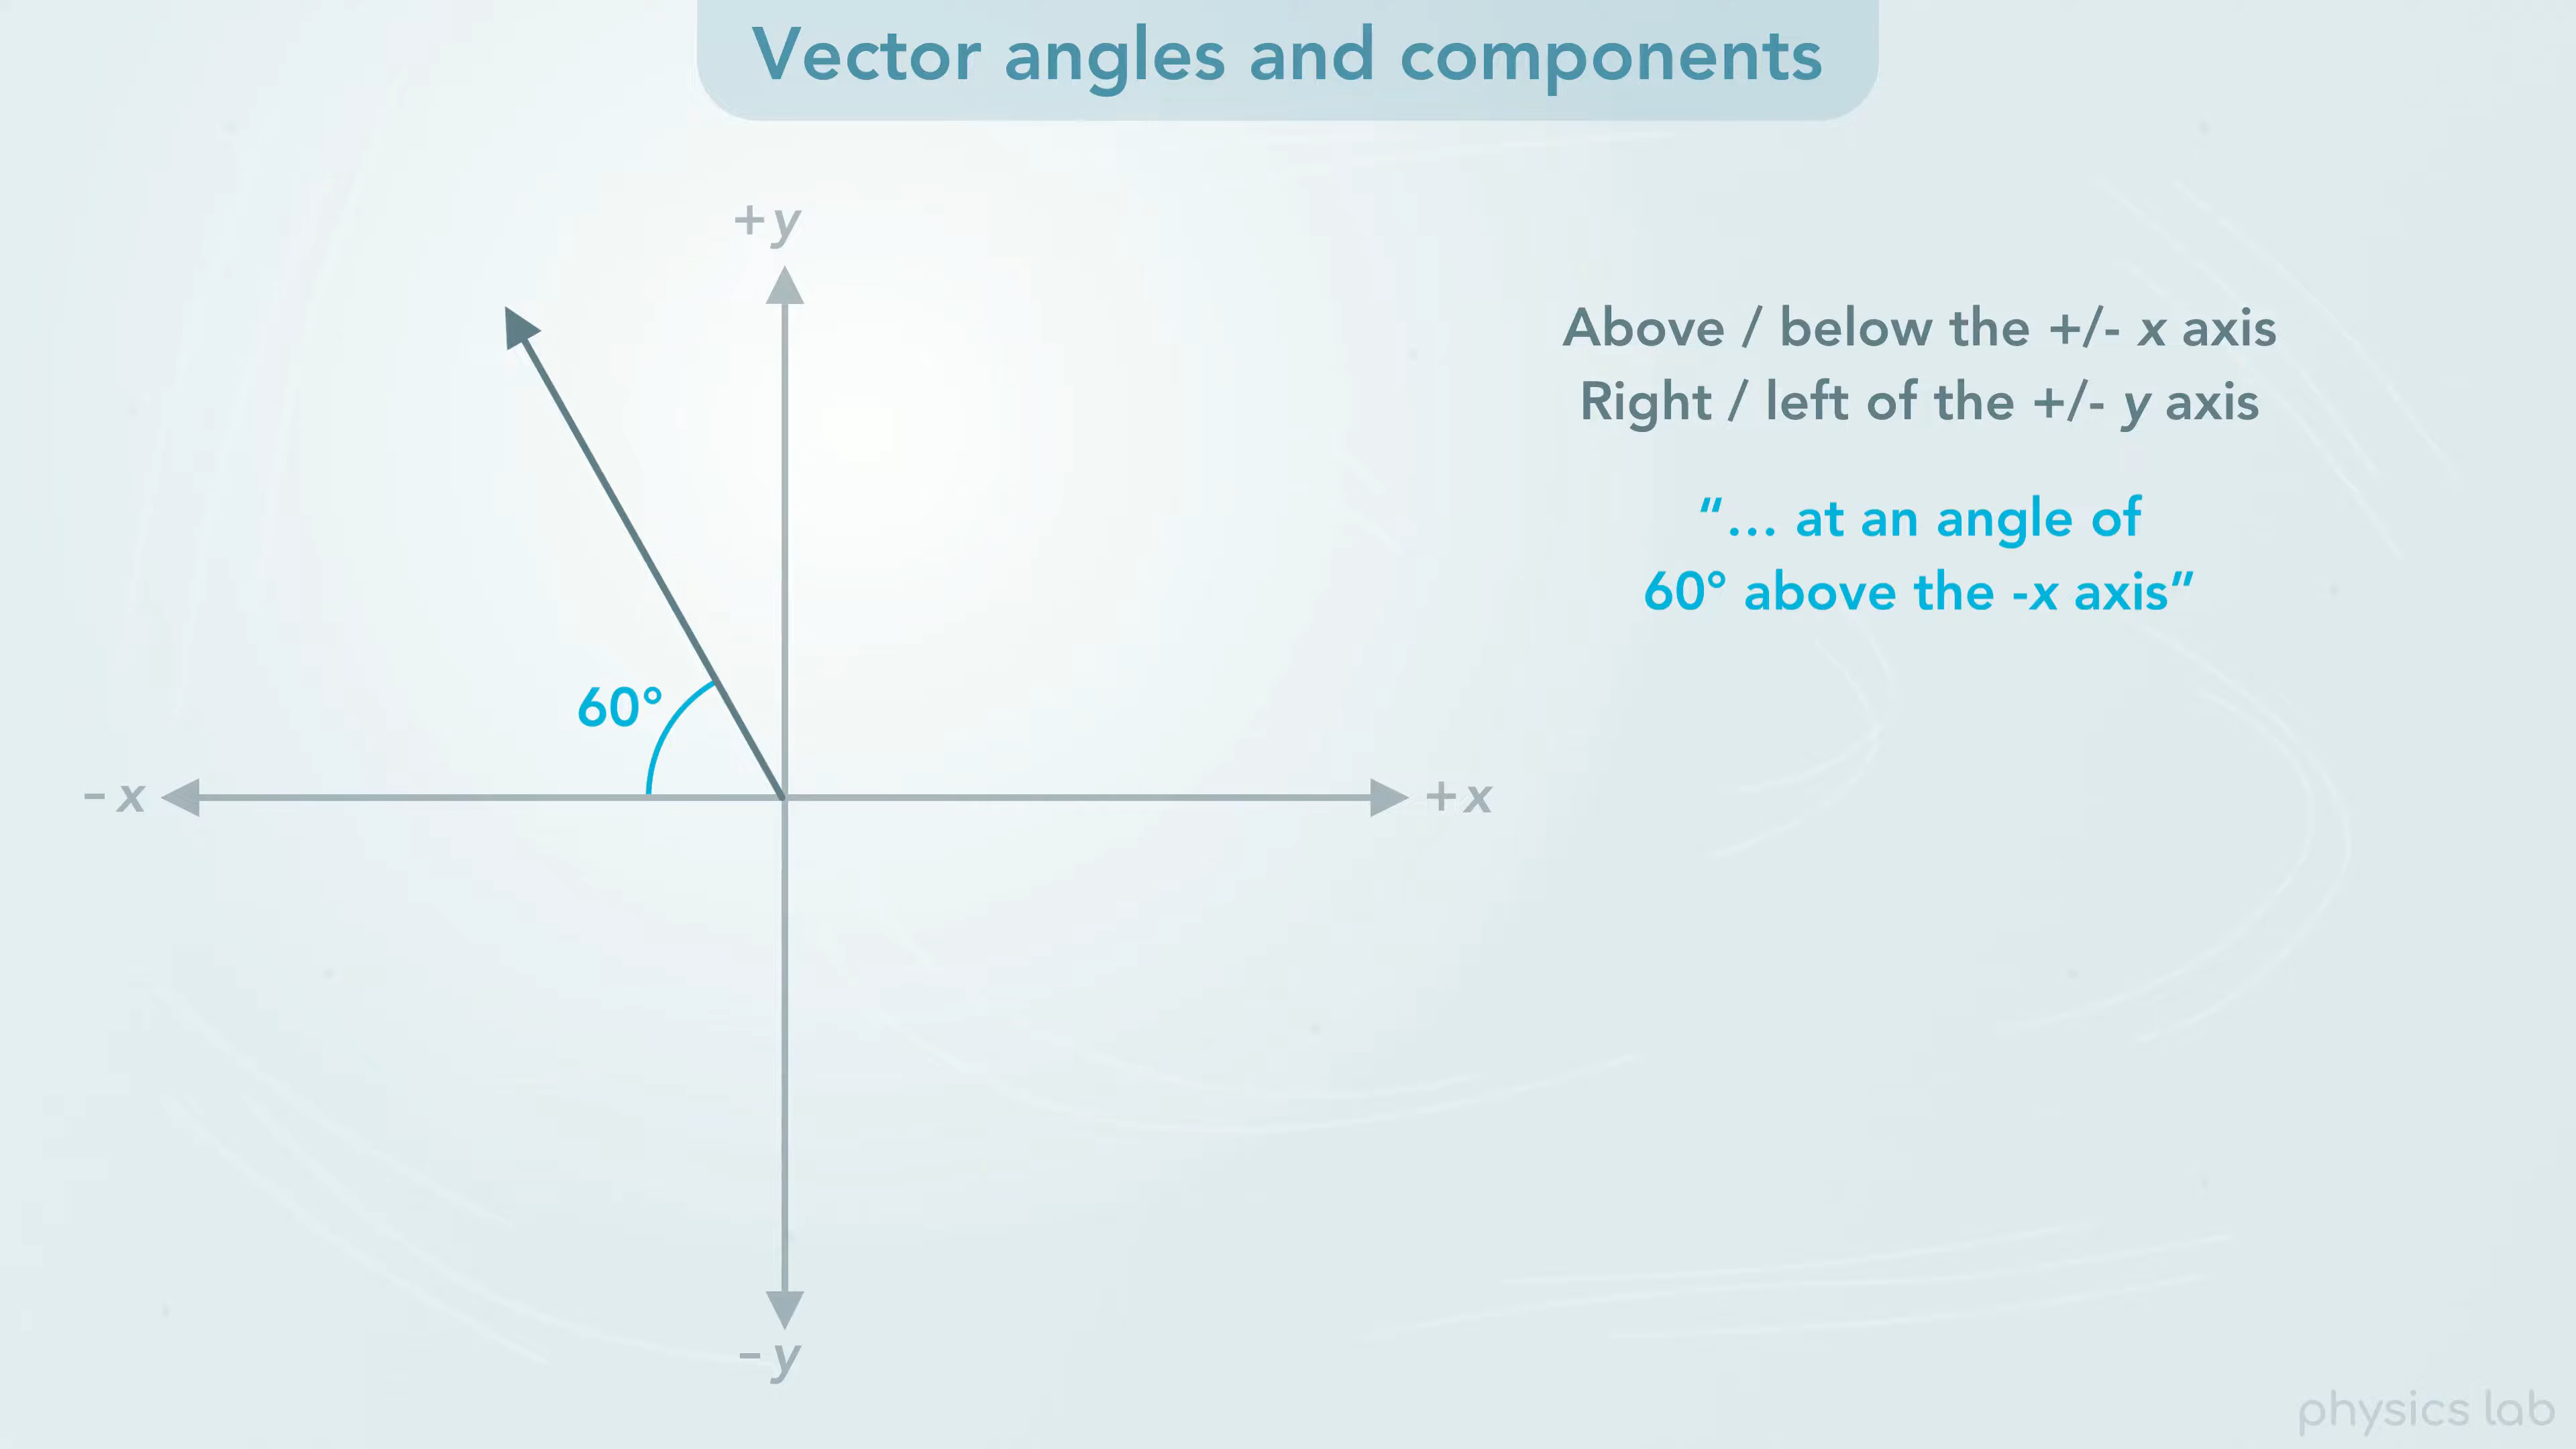 Vector angles and components
+y
Above / below the +/- x axis
Right / left of the +/- y axis
“... at an angle of
60° above the -x axis”
60°
- x
+x
- y
physics lab